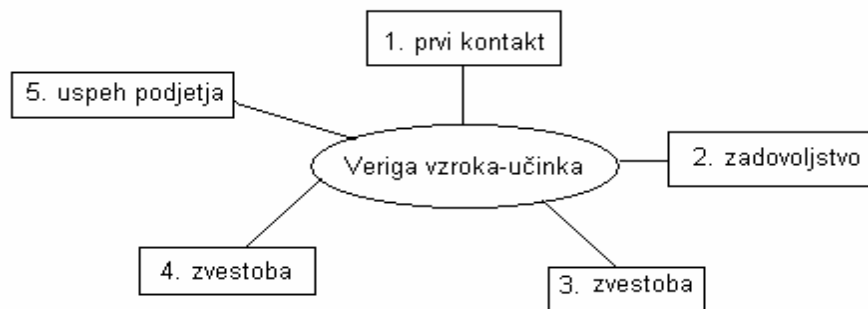 1. prvi kontakt
5. uspeh podjetja
Veriga vzroka-učinka
2. zadovoljstvo
4. zvestoba
3. zvestoba